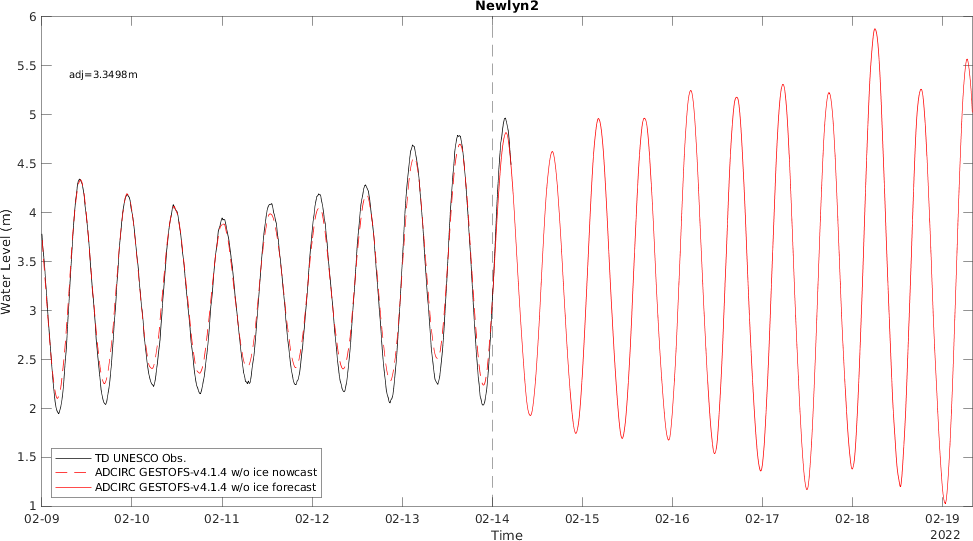 Newlyn2
6
5.5
5
4.5
4
3.5
3
2.5
2
1.5
1
Water Level (m)
adj=3.3498m
TD UNESCO Obs.
ADCIRC GESTOFS-v4.1.4 w/o ice nowcast
ADCIRC GESTOFS-v4.1.4 w/o ice forecast
02-09 02-10 02-11 02-12 02-13 02-14 02-15 02-16 02-17 02-18 02-19
2022
Time